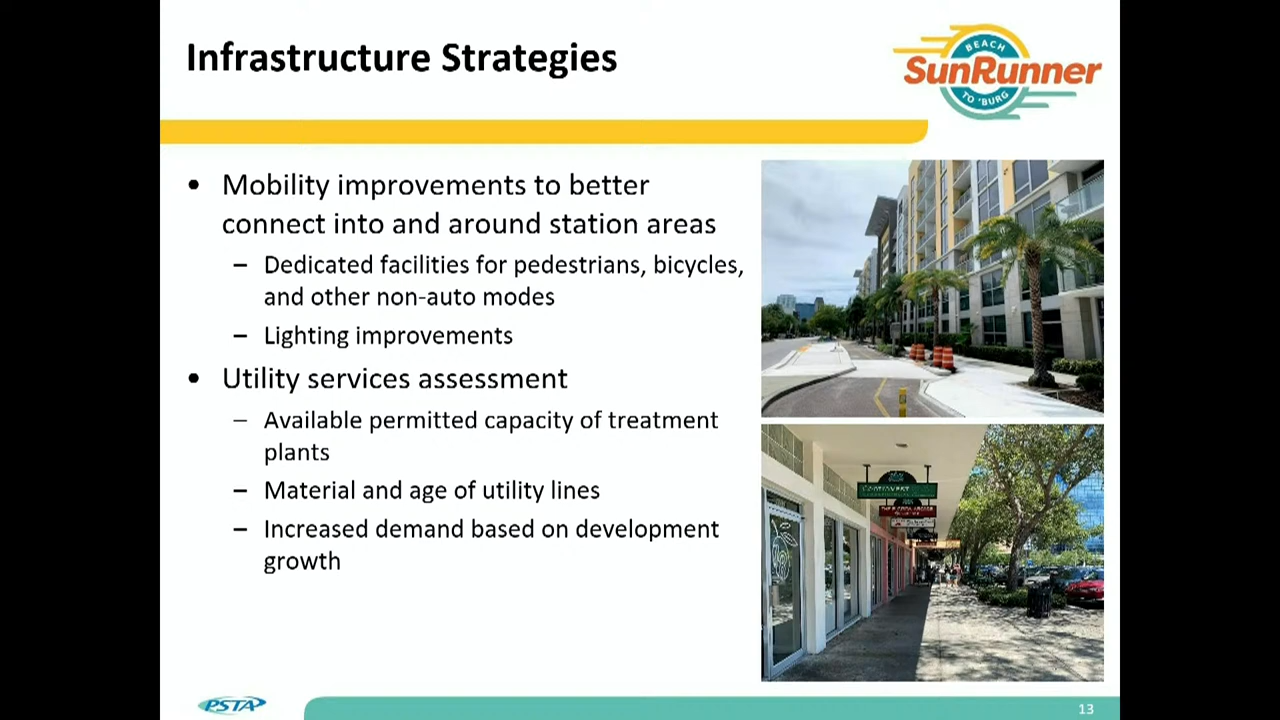 Infrastructure Strategies
BEACH
SunRunner
TO 'BURG
• Mobility improvements to better
connect into and around station areas
– Dedicated facilities for pedestrians, bicycles,
and other non-auto modes
– Lighting improvements
• Utility services assessment
– Available permitted capacity of treatment
plants
– Material and age of utility lines
– Increased demand based on development
growth
PSTA
13